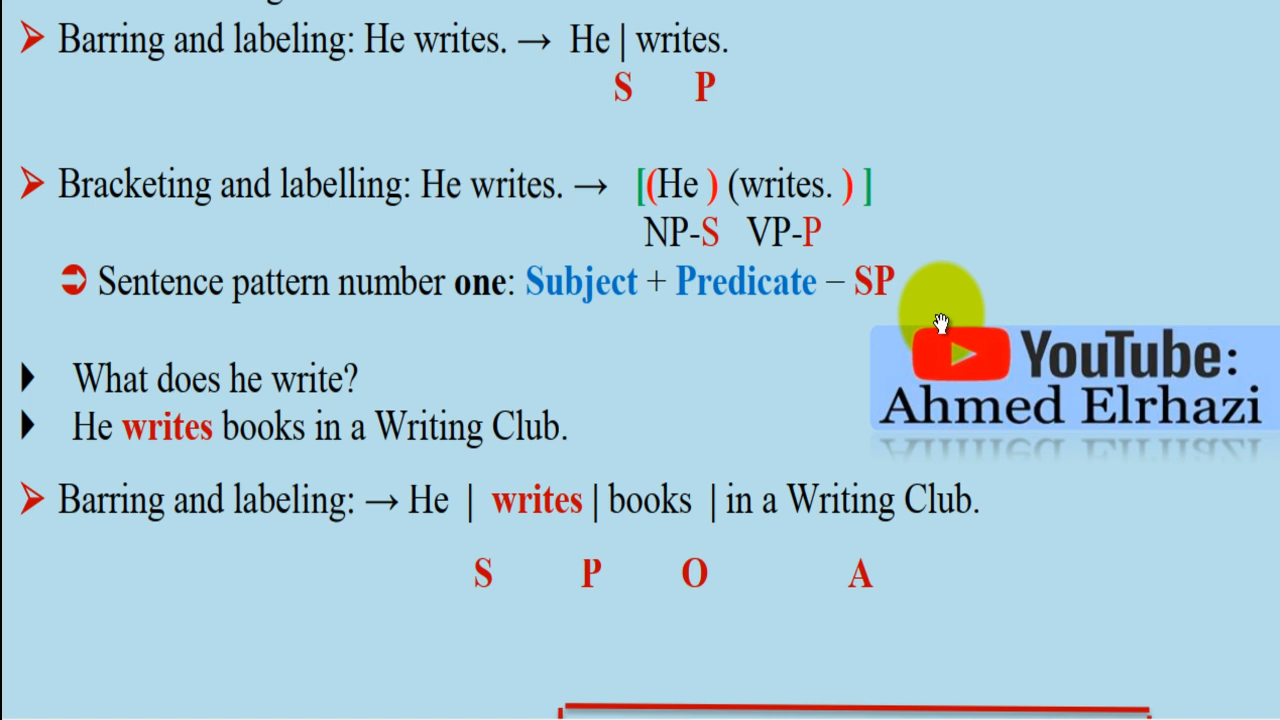 ➢ Barring and labeling: He writes. → He | writes.
S P
➢ Bracketing and labelling: He writes. → [(He ) (writes. ) ]
NP-S VP-P
➲ Sentence pattern number one: Subject + Predicate – SP
YouTube:
Ahmed Elrhazi
What does he write?
He writes books in a Writing Club.
➢ Barring and labeling: → He | writes | books | in a Writing Club.
S P O A